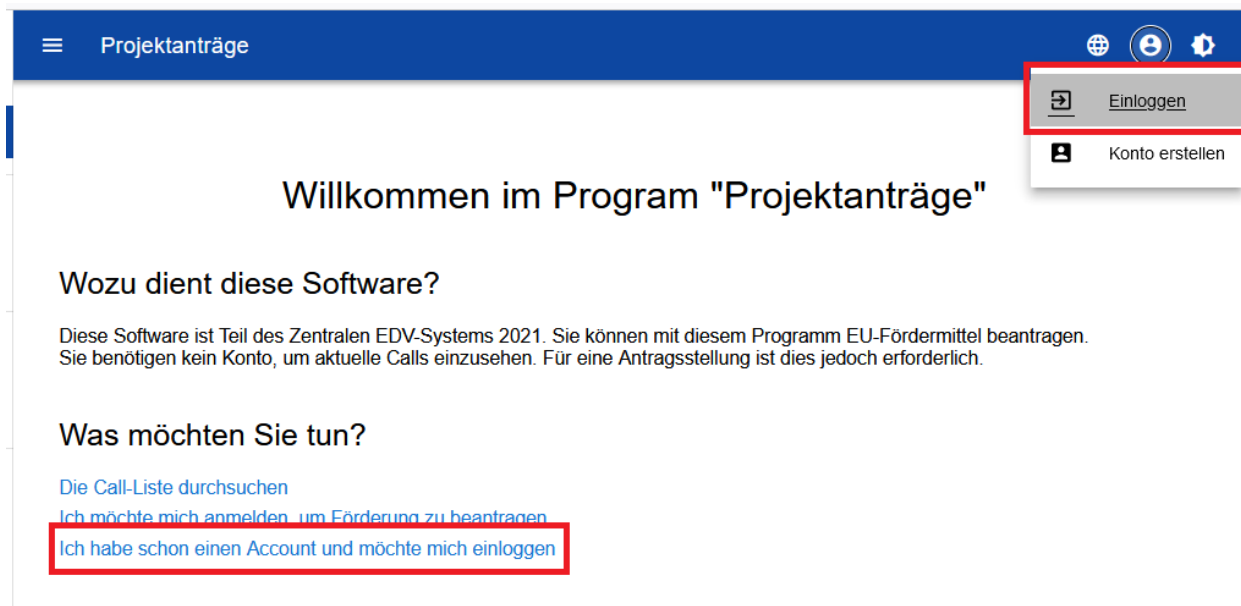 Projektanträge
Einloggen
Konto erstellen
Willkommen im Program "Projektanträge"
Wozu dient diese Software?
Diese Software ist Teil des Zentralen EDV-Systems 2021. Sie können mit diesem Programm EU-Fördermittel beantragen.
Sie benötigen kein Konto, um aktuelle Calls einzusehen. Für eine Antragsstellung ist dies jedoch erforderlich.
Was möchten Sie tun?
Die Call-Liste durchsuchen
Ich möchte mich anmelden, um Förderung zu beantragen
Ich habe schon einen Account und möchte mich einloggen